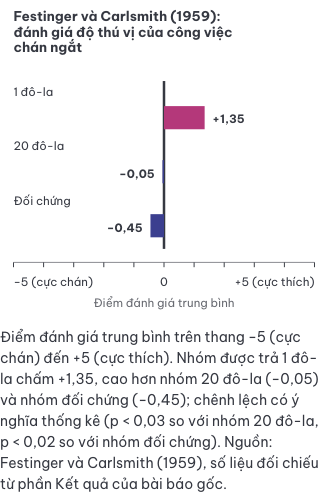 Festinger và Carlsmith (1959):
đánh giá độ thú vị của công việc
chán ngắt
1 đô-la
+1,35
20 đô-la
−0,05
Đối chứng
−0,45
−5 (cực chán) 0 +5 (cực thích)
Điểm đánh giá trung bình
Điểm đánh giá trung bình trên thang −5 (cực
chán) đến +5 (cực thích). Nhóm được trả 1 đô-
la chấm +1,35, cao hơn nhóm 20 đô-la (−0,05)
và nhóm đối chứng (−0,45); chênh lệch có ý
nghĩa thống kê (p < 0,03 so với nhóm 20 đô-la,
p < 0,02 so với nhóm đối chứng). Nguồn:
Festinger và Carlsmith (1959), số liệu đối chiếu
từ phần Kết quả của bài báo gốc.